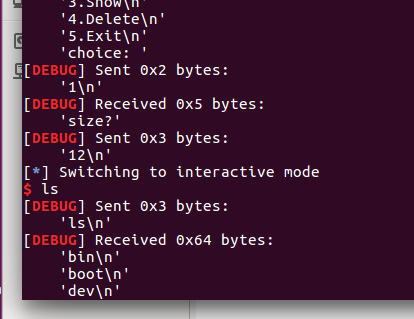 '3.Show\n'
'4.Delete\n'
'5.Exit\n'
'choice: '
[DEBUG] Sent 0x2 bytes:
'1\n'
[DEBUG] Received 0x5 bytes:
'size?'
[DEBUG] Sent 0x3 bytes:
'12\n'
[*] Switching to interactive mode
$ ls
[DEBUG] Sent 0x3 bytes:
'ls\n'
[DEBUG] Received 0x64 bytes:
'bin\n'
'boot\n'
'dev\n'